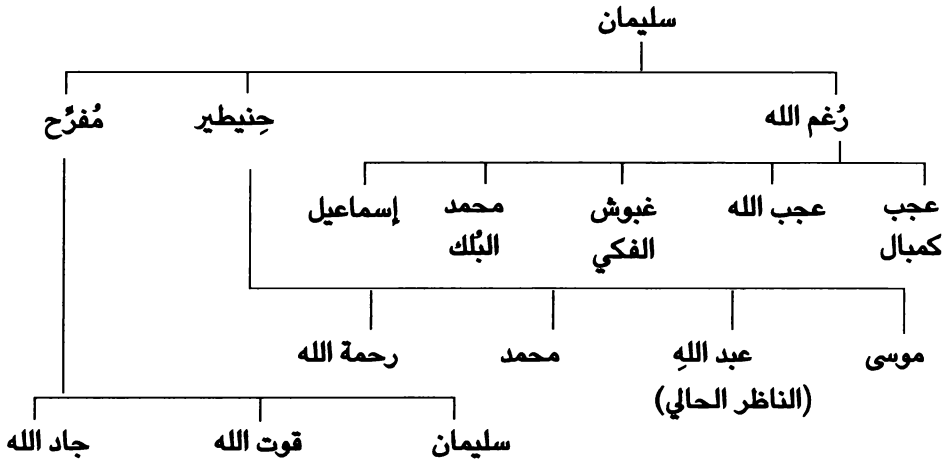 سليمان
رُغم الله
حِنيطير
مُفرَّح
عجب كمبال
عجب الله
غبوش الفكي
محمد البُلك
إسماعيل
موسى
عبد اللهِ
(الناظر الحالي)
محمد
رحمة الله
سليمان
قوت الله
جاد الله